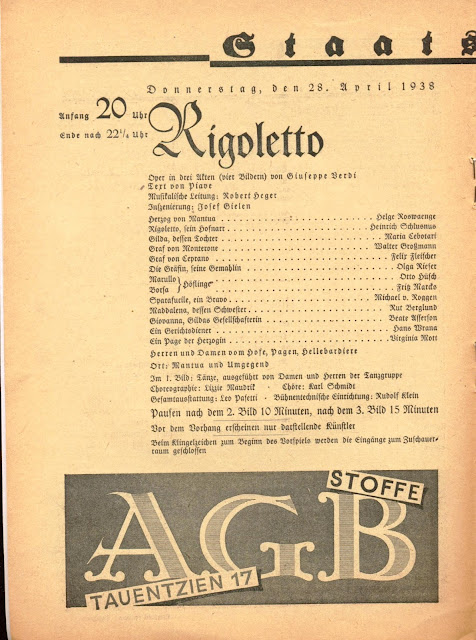 Staats
Donnerstag, den 28. April 1938
Anfang 20 Uhr
Ende nach 22¼ Uhr
Rigoletto
Oper in drei Akten (vier Bildern) von Giuseppe Verdi
Text von Piave
Musikalische Leitung: Robert Heger
Inszenierung: Josef Gielen
Herzog von Mantua . . . . . Helge Roswaenge
Rigoletto, sein Hofnarr . . . . . Heinrich Schlusnus
Gilda, dessen Tochter . . . . . Maria Cebotari
Graf von Monterone . . . . . Walter Großmann
Graf von Ceprano . . . . . Felix Fleischer
Die Gräfin, seine Gemahlin . . . . . Olga Rieser
Marullo } Höflinge . . . . . Otto Hüsch
Borsa } Höflinge . . . . . Fritz Marcks
Sparafucile, ein Bravo . . . . . Michael v. Roggen
Maddalena, dessen Schwester . . . . . Rut Berglund
Giovanna, Gildas Gesellschafterin . . . . . Beate Asserson
Ein Gerichtsdiener . . . . . Hans Wrana
Ein Page der Herzogin . . . . . Virginia Mott
Herren und Damen vom Hofe, Pagen, Hellebardiere
Ort: Mantua und Umgegend
Im 1. Bild: Tänze, ausgeführt von Damen und Herren der Tanzgruppe
Choreographie: Lizzie Maudrik · Chöre: Karl Schmidt
Gesamtausstattung: Leo Pasetti · Bühnentechnische Einrichtung: Rudolf Klein
Pausen nach dem 2. Bild 10 Minuten, nach dem 3. Bild 15 Minuten
Vor dem Vorhang erscheinen nur darstellende Künstler
Beim Klingelzeichen zum Beginn des Vorspiels werden die Eingänge zum Zuschauer-
raum geschlossen
STOFFE
AGB
TAUENTZIEN 17